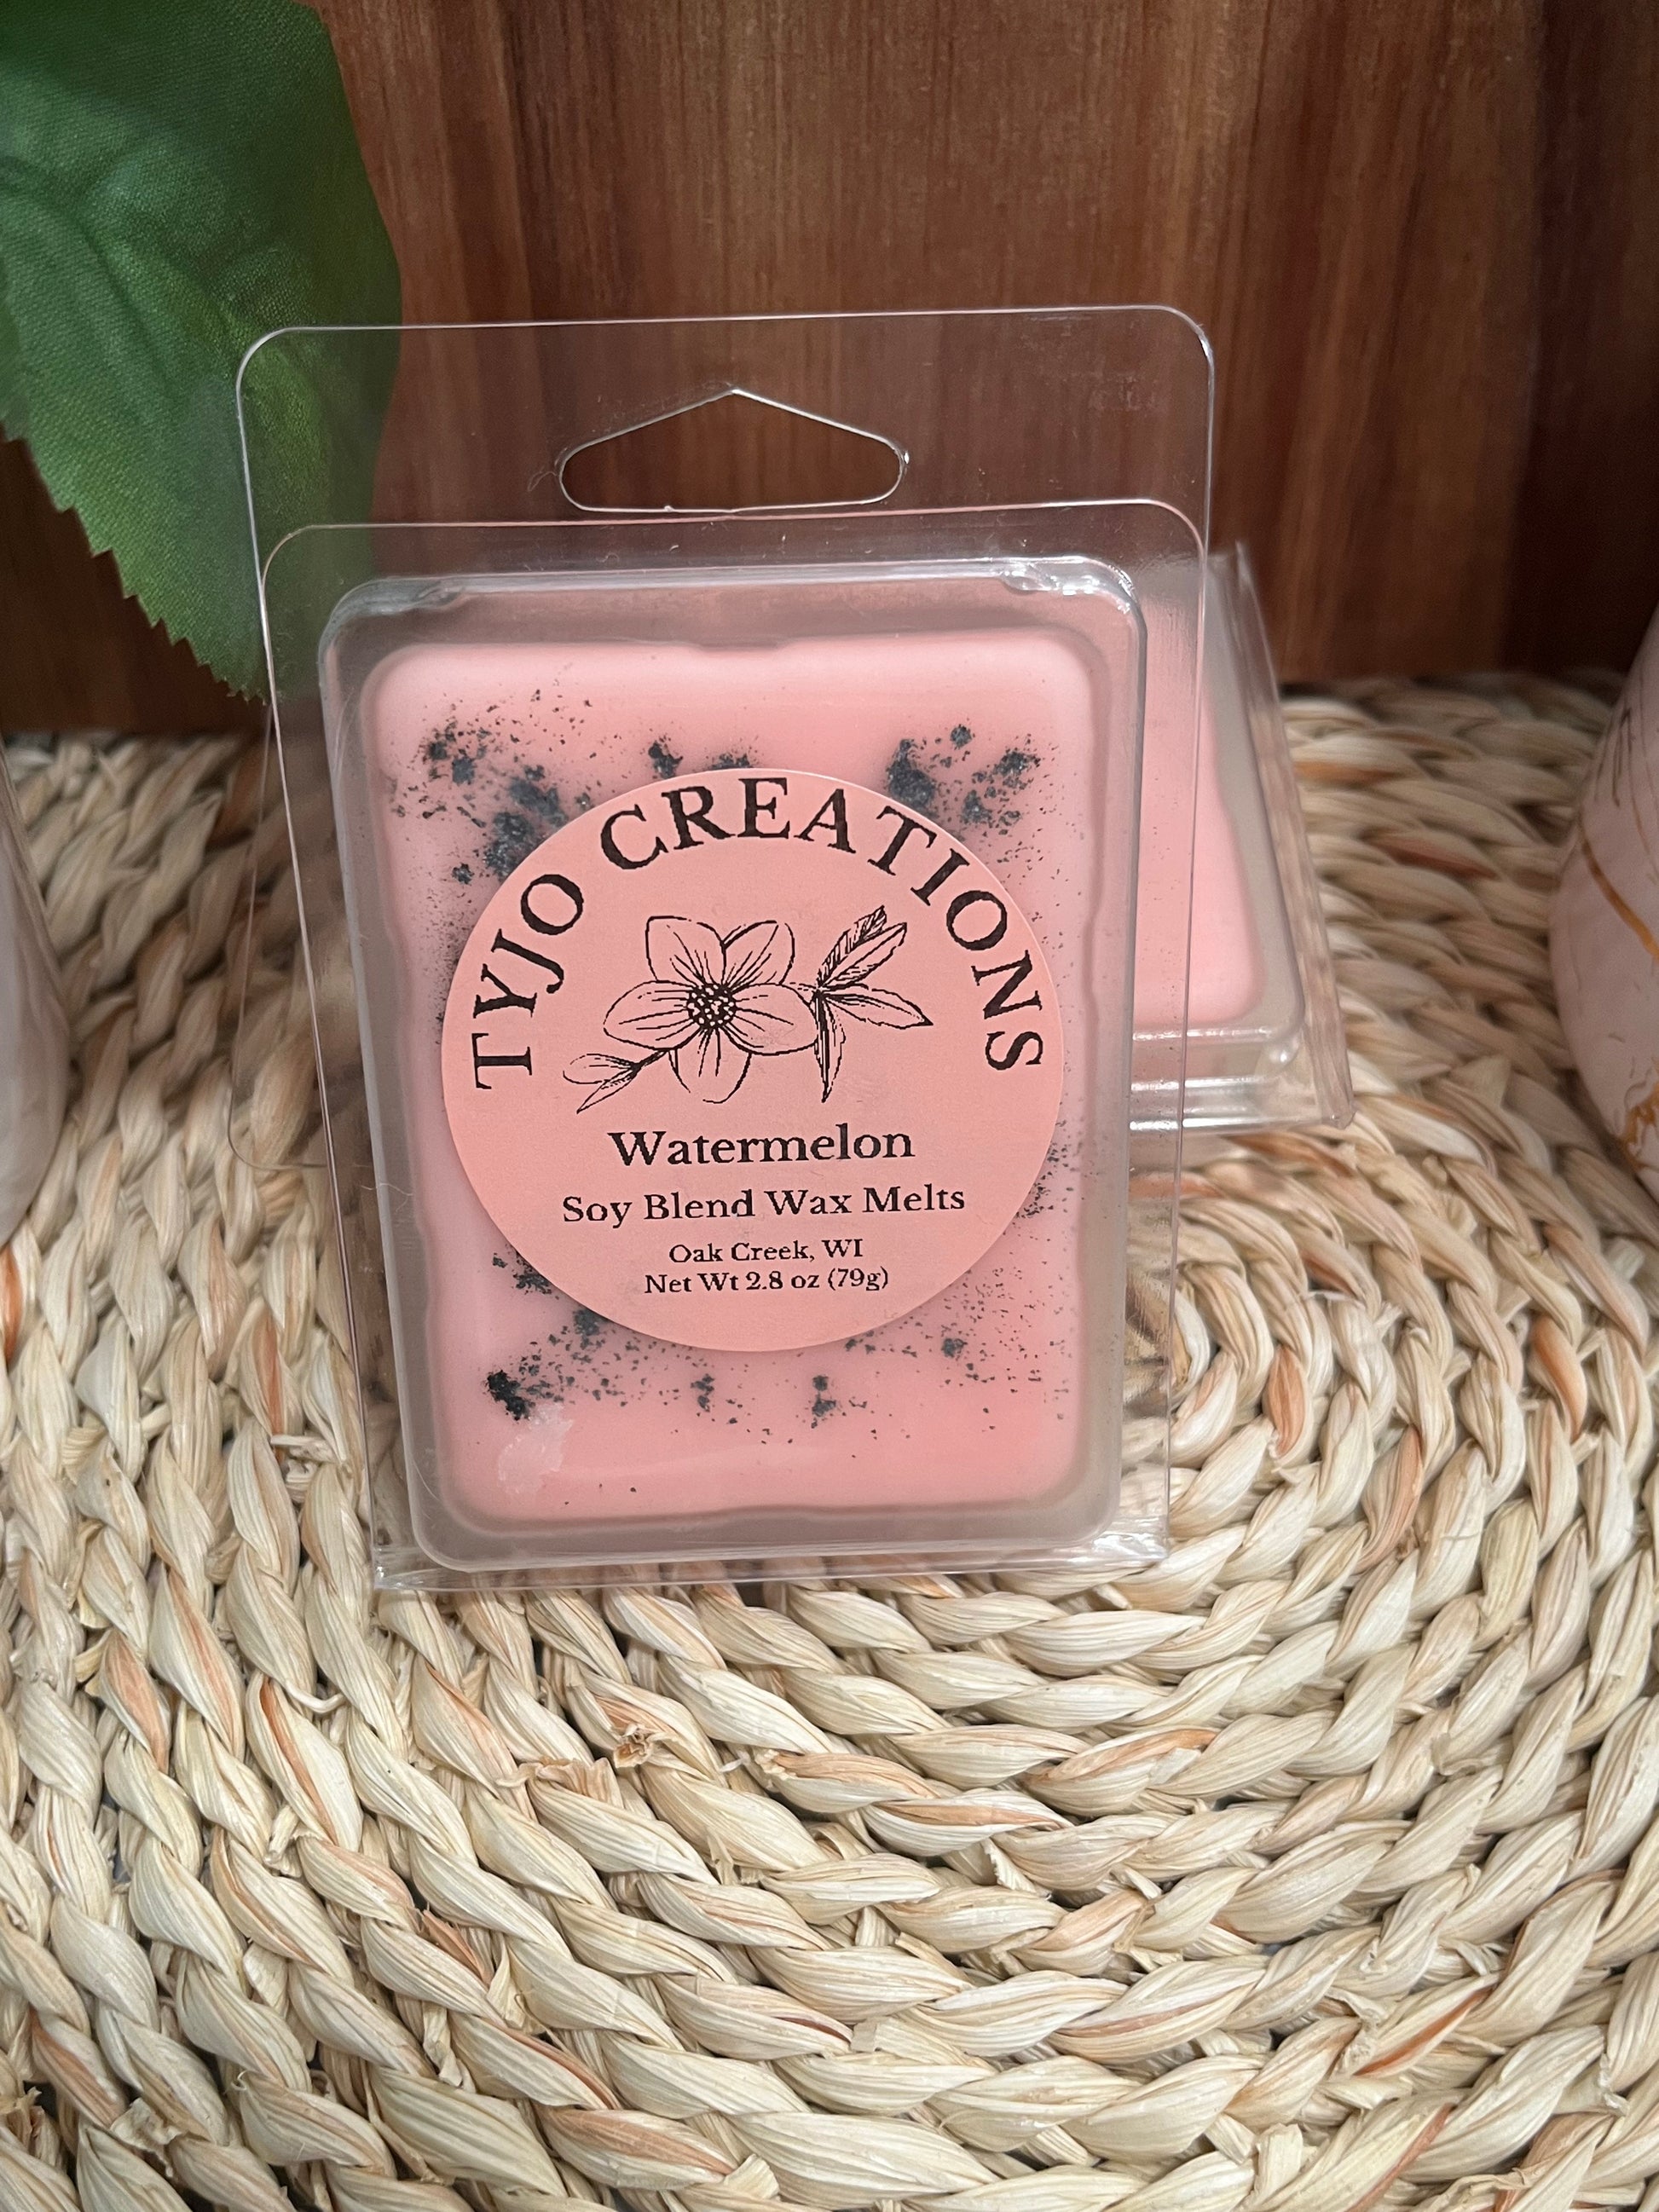 TYJO CREATIONS
Watermelon
Soy Blend Wax Melts
Oak Creek, WI
Net Wt 2.8 oz (79g)